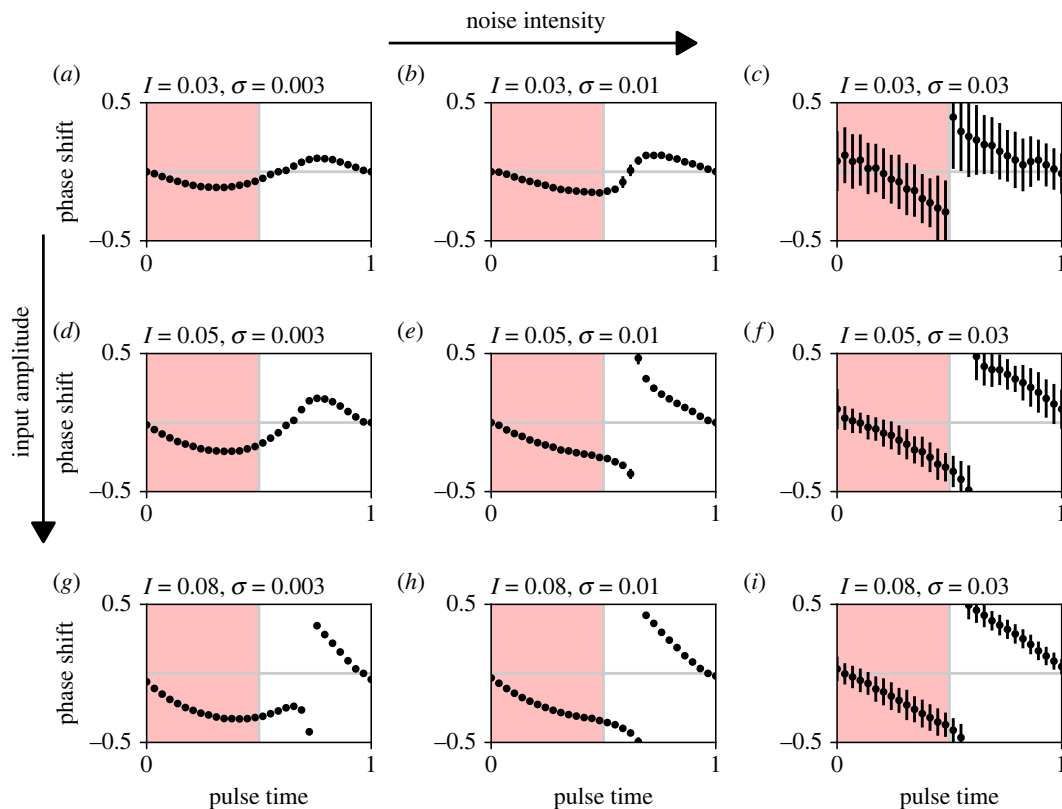 noise intensity
(a) I = 0.03, σ = 0.003
(b) I = 0.03, σ = 0.01
(c) I = 0.03, σ = 0.03
0.5 0.5 0.5
phase shift
–0.5 –0.5 –0.5
0 1 0 1 0 1
input amplitude
(d) I = 0.05, σ = 0.003
(e) I = 0.05, σ = 0.01
(f) I = 0.05, σ = 0.03
0.5 0.5 0.5
phase shift
–0.5 –0.5 –0.5
0 1 0 1 0 1
(g) I = 0.08, σ = 0.003
(h) I = 0.08, σ = 0.01
(i) I = 0.08, σ = 0.03
0.5 0.5 0.5
phase shift
–0.5 –0.5 –0.5
0 1 0 1 0 1
pulse time pulse time pulse time